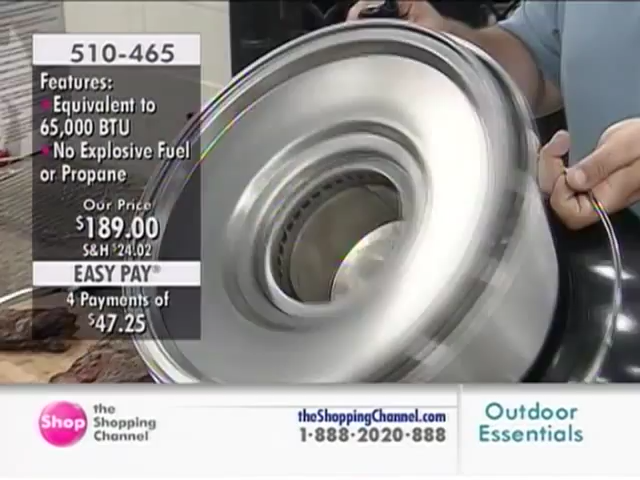 510-465
Features:
Equivalent to
65,000 BTU
No Explosive Fuel
or Propane
Our Price
$189.00
S&H $24.02
EASY PAY®
4 Payments of
$47.25
Shop
the
Shopping
Channel
theShoppingChannel.com
1-888-2020-888
Outdoor
Essentials